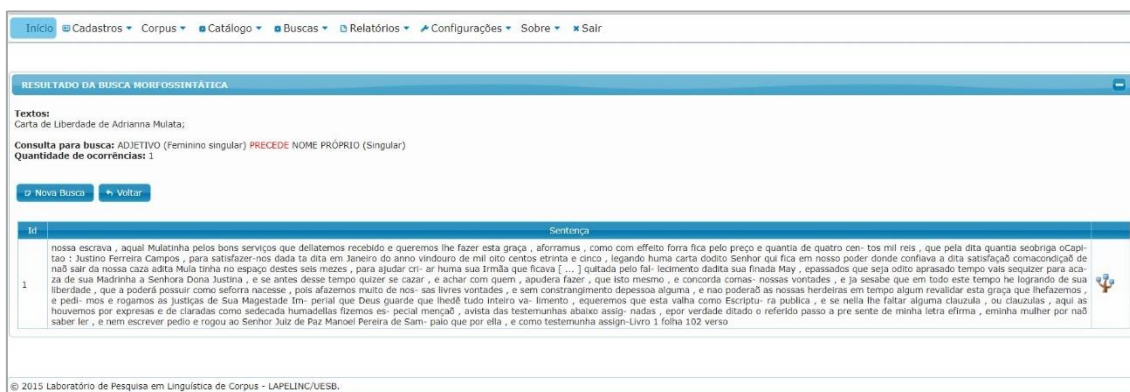 Início Cadastros Corpus Catálogo Buscas Relatórios Configurações Sobre Sair
RESULTADO DA BUSCA MORFOSSINTÁTICA
Textos:
Carta de Liberdade de Adrianna Mulata;
Consulta para busca: ADJETIVO (Feminino singular) PRECEDE NOME PRÓPRIO (Singular)
Quantidade de ocorrências: 1
Nova Busca Voltar
Id Sentença
nossa escrava , aqual Mulatinha pelos bons serviços que dellatemos recebido e queremos lhe fazer esta graça , aforramus , como com effeito forra fica pelo preço e quantia de quatro cen- tos mil reis , que pela dita quantia seobriga oCapi-
tao : Justino Ferreira Campos , para satisfazer-nos dada ta dita em Janeiro do anno vindouro de mil oito centos etrinta e cinco , legando huma carta dodito Senhor qui fica em nosso poder donde confiava a dita satisfaçaõ comacondiçaõ de
naõ sair da nossa caza adita Mula tinha no espaço destes seis mezes , para ajudar cri- ar huma sua Irmãa que ficava [ ... ] quitada pelo fal- lecimento dadita sua finada May , epassados que seja odito aprasado tempo vais sequizer para aca-
za de sua Madrinha a Senhora Dona Justina , e se antes desse tempo quizer se cazar , e achar com quem , apudera fazer , que isto mesmo , e concorda comas- nossas vontades , e ja sesabe que em todo este tempo he logrando de sua
1 liberdade , que a poderá possuir como seforra nacesse , pois afazemos muito de nos- sas livres vontades , e sem constrangimento depessoa alguma , e nao poderaõ as nossas herdeiras em tempo algum revalidar esta graça que lhefazemos ,
e pedi- mos e rogamos as justiças de Sua Magestade Im- perial que Deus guarde que lhedê tudo inteiro va- limento , equeremos que esta valha como Escriptu- ra publica , e se nella lhe faltar alguma clauzula , ou clauzulas , aqui as
houvemos por expresas e de claradas como sedecada humadellas fizemos es- pecial mençaõ , avista das testemunhas abaixo assig- nadas , epor verdade ditado o referido passo a pre sente de minha letra efirma , eminha mulher por naõ
saber ler , e nem escrever pedio e rogou ao Senhor Juiz de Paz Manoel Pereira de Sam- paio que por ella , e como testemunha assign-Livro 1 folha 102 verso
© 2015 Laboratório de Pesquisa em Linguística de Corpus - LAPELINC/UESB.